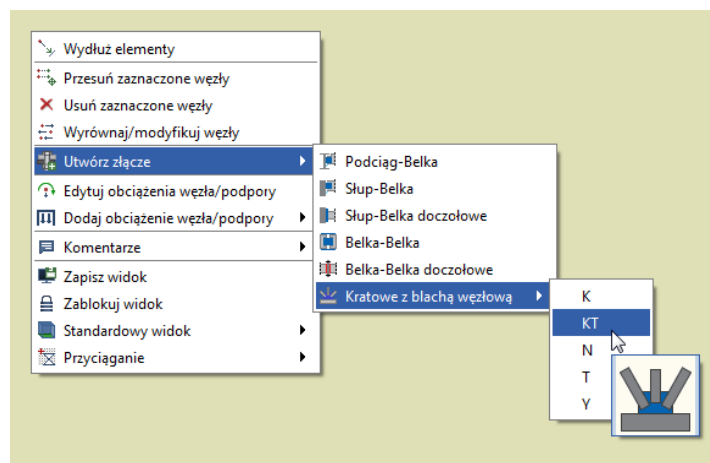 Wydłuż elementy
Przesuń zaznaczone węzły
Usuń zaznaczone węzły
Wyrównaj/modyfikuj węzły
Utwórz złącze
Edytuj obciążenia węzła/podpory
Dodaj obciążenie węzła/podpory
Komentarze
Zapisz widok
Zablokuj widok
Standardowy widok
Przyciąganie
Podciąg-Belka
Słup-Belka
Słup-Belka doczołowe
Belka-Belka
Belka-Belka doczołowe
Kratowe z blachą węzłową
K
KT
N
T
Y